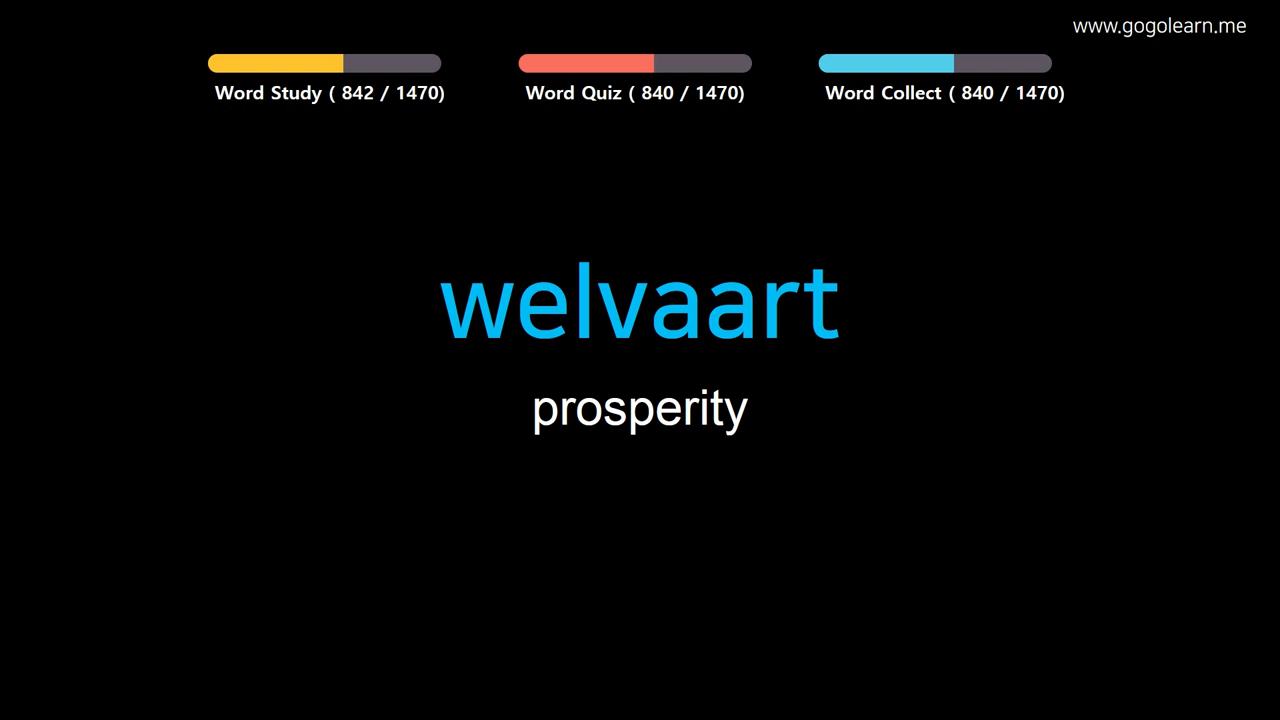 www.gogolearn.me
Word Study ( 842 / 1470)
Word Quiz ( 840 / 1470)
Word Collect ( 840 / 1470)
welvaart
prosperity